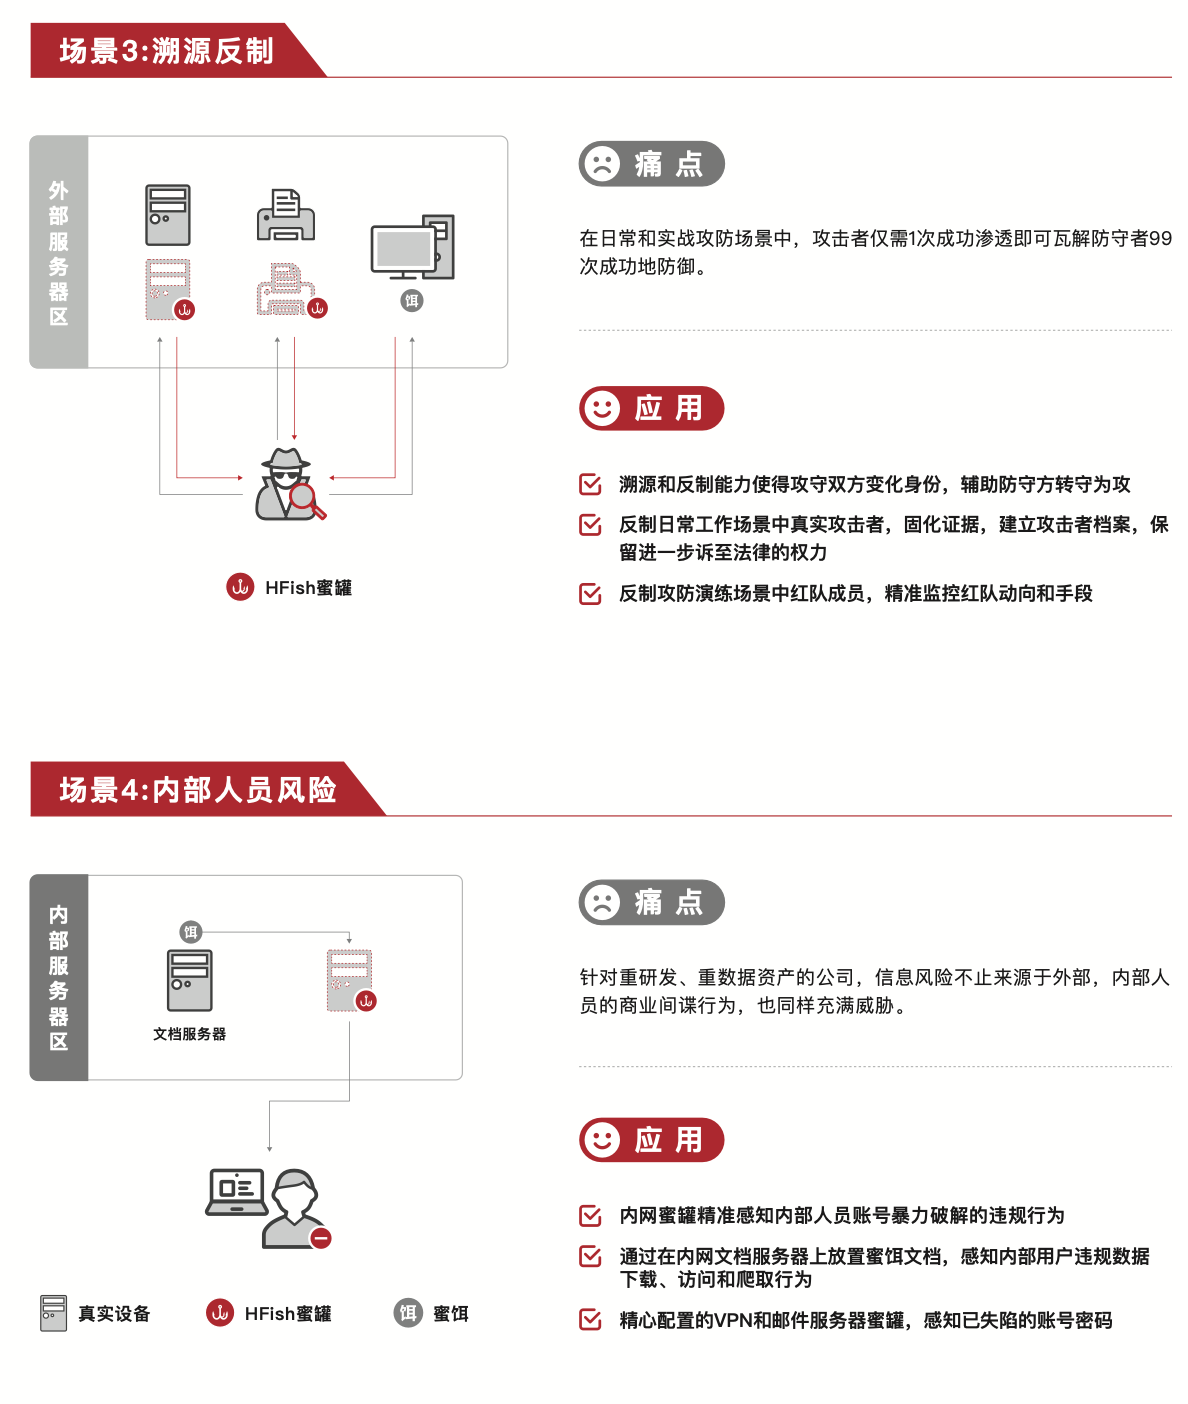 场景3:溯源反制
外部服务器区
饵
HFish蜜罐
痛 点
在日常和实战攻防场景中，攻击者仅需1次成功渗透即可瓦解防守者99
次成功地防御。
应 用
溯源和反制能力使得攻守双方变化身份，辅助防守方转守为攻
反制日常工作场景中真实攻击者，固化证据，建立攻击者档案，保
留进一步诉至法律的权力
反制攻防演练场景中红队成员，精准监控红队动向和手段
场景4:内部人员风险
内部服务器区
饵
文档服务器
真实设备
HFish蜜罐
饵
蜜饵
痛 点
针对重研发、重数据资产的公司，信息风险不止来源于外部，内部人
员的商业间谍行为，也同样充满威胁。
应 用
内网蜜罐精准感知内部人员账号暴力破解的违规行为
通过在内网文档服务器上放置蜜饵文档，感知内部用户违规数据
下载、访问和爬取行为
精心配置的VPN和邮件服务器蜜罐，感知已失陷的账号密码